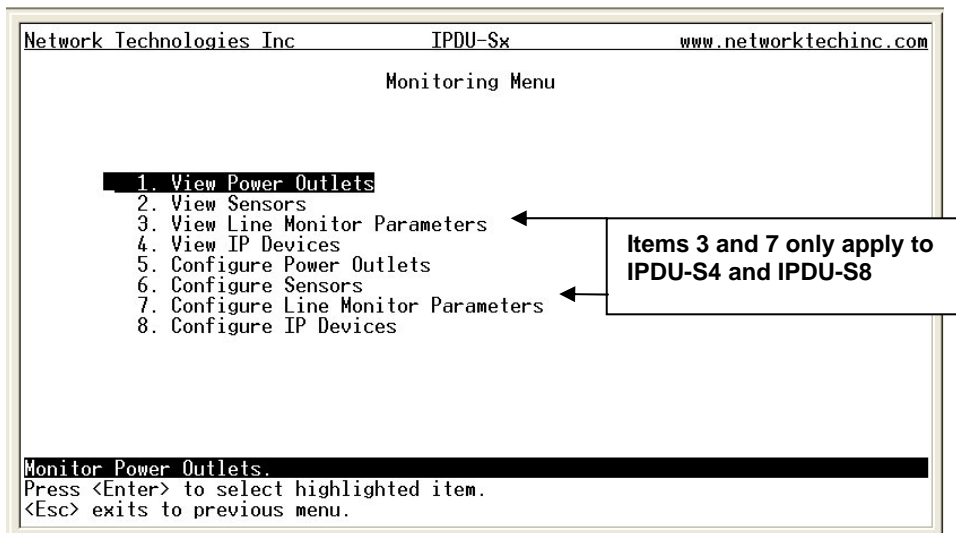 Network Technologies Inc IPDU-Sx www.networktechinc.com
Monitoring Menu
1. View Power Outlets
2. View Sensors
3. View Line Monitor Parameters
4. View IP Devices
5. Configure Power Outlets
6. Configure Sensors
7. Configure Line Monitor Parameters
8. Configure IP Devices
Items 3 and 7 only apply to
IPDU-S4 and IPDU-S8
Monitor Power Outlets.
Press <Enter> to select highlighted item.
<Esc> exits to previous menu.